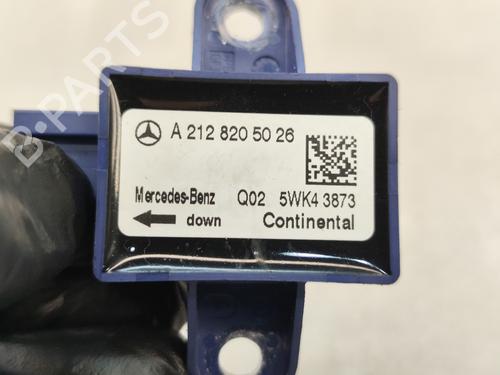 B-PARTS
A 212 820 50 26
Mercedes-Benz Q02 5WK4 3873
down Continental